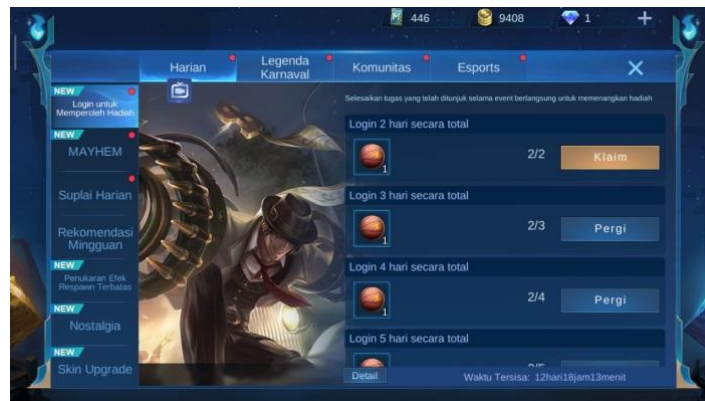 446
9408
1
+
Harian
Legenda
Karnaval
Komunitas
Esports
NEW
Login untuk
Memperoleh Hadiah
NEW
MAYHEM
Suplai Harian
Rekomendasi
Mingguan
NEW
Penukaran Efek
Respawn Terbatas
NEW
Nostalgia
NEW
Skin Upgrade
Selesaikan tugas yang telah ditunjuk selama event berlangsung untuk memenangkan hadiah
Login 2 hari secara total
1
2/2
Klaim
Login 3 hari secara total
1
2/3
Pergi
Login 4 hari secara total
1
2/4
Pergi
Login 5 hari secara total
Detail
Waktu Tersisa: 12hari18jam13menit